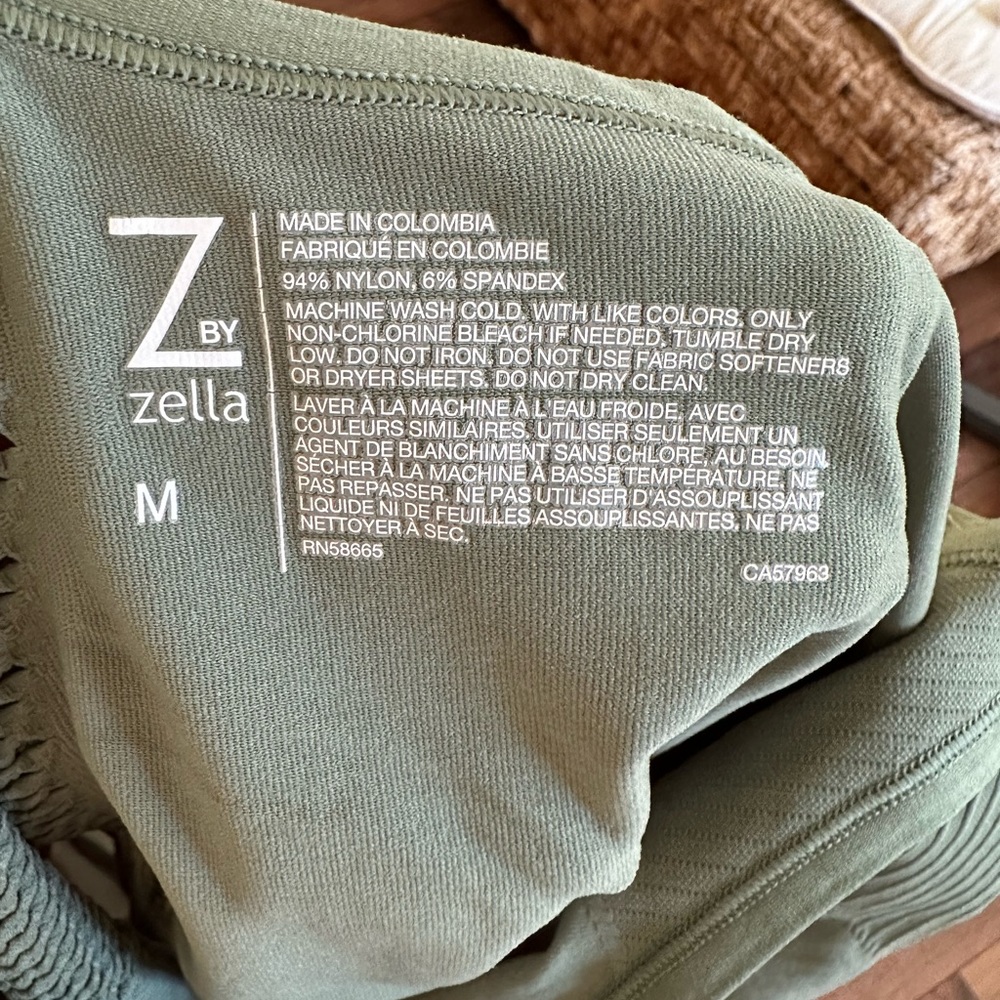 Z BY
zella
M
MADE IN COLOMBIA
FABRIQUÉ EN COLOMBIE
94% NYLON, 6% SPANDEX
MACHINE WASH COLD. WITH LIKE COLORS. ONLY
NON-CHLORINE BLEACH IF NEEDED. TUMBLE DRY
LOW. DO NOT IRON. DO NOT USE FABRIC SOFTENERS
OR DRYER SHEETS. DO NOT DRY CLEAN.
LAVER À LA MACHINE À L'EAU FROIDE, AVEC
COULEURS SIMILAIRES. UTILISER SEULEMENT UN
AGENT DE BLANCHIMENT SANS CHLORE, AU BESOIN.
SÉCHER À LA MACHINE À BASSE TEMPÉRATURE. NE
PAS REPASSER. NE PAS UTILISER D'ASSOUPLISSANT
LIQUIDE NI DE FEUILLES ASSOUPLISSANTES. NE PAS
NETTOYER À SEC.
RN58665
CA57963